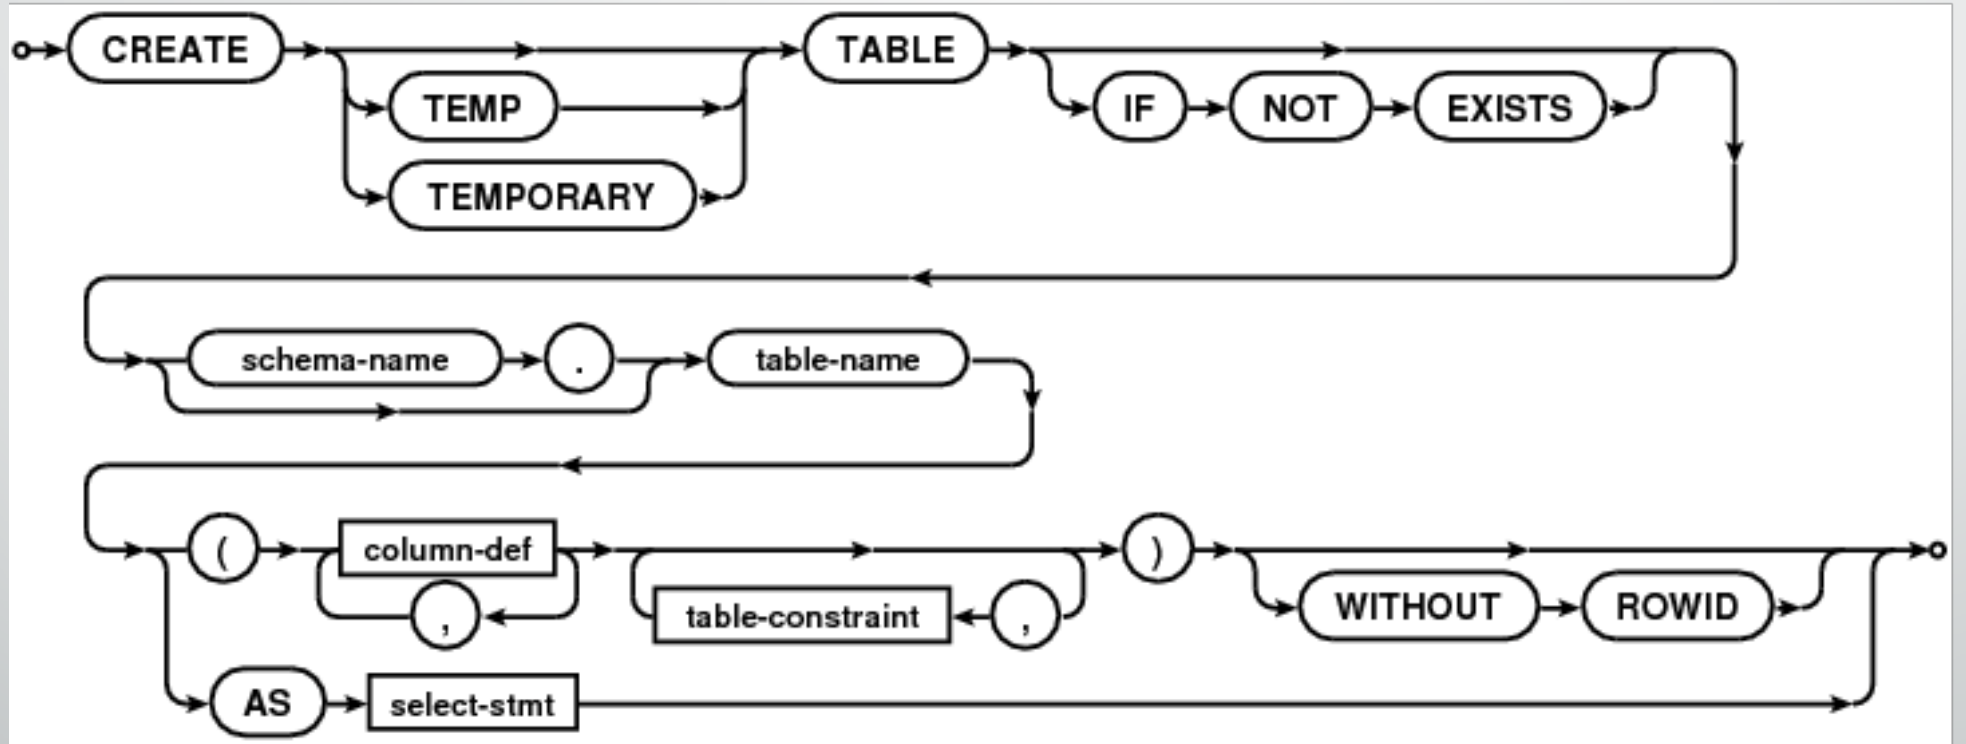 CREATE TABLE
TEMP IF NOT EXISTS
TEMPORARY
schema-name . table-name
( column-def )
, table-constraint , WITHOUT ROWID
AS select-stmt